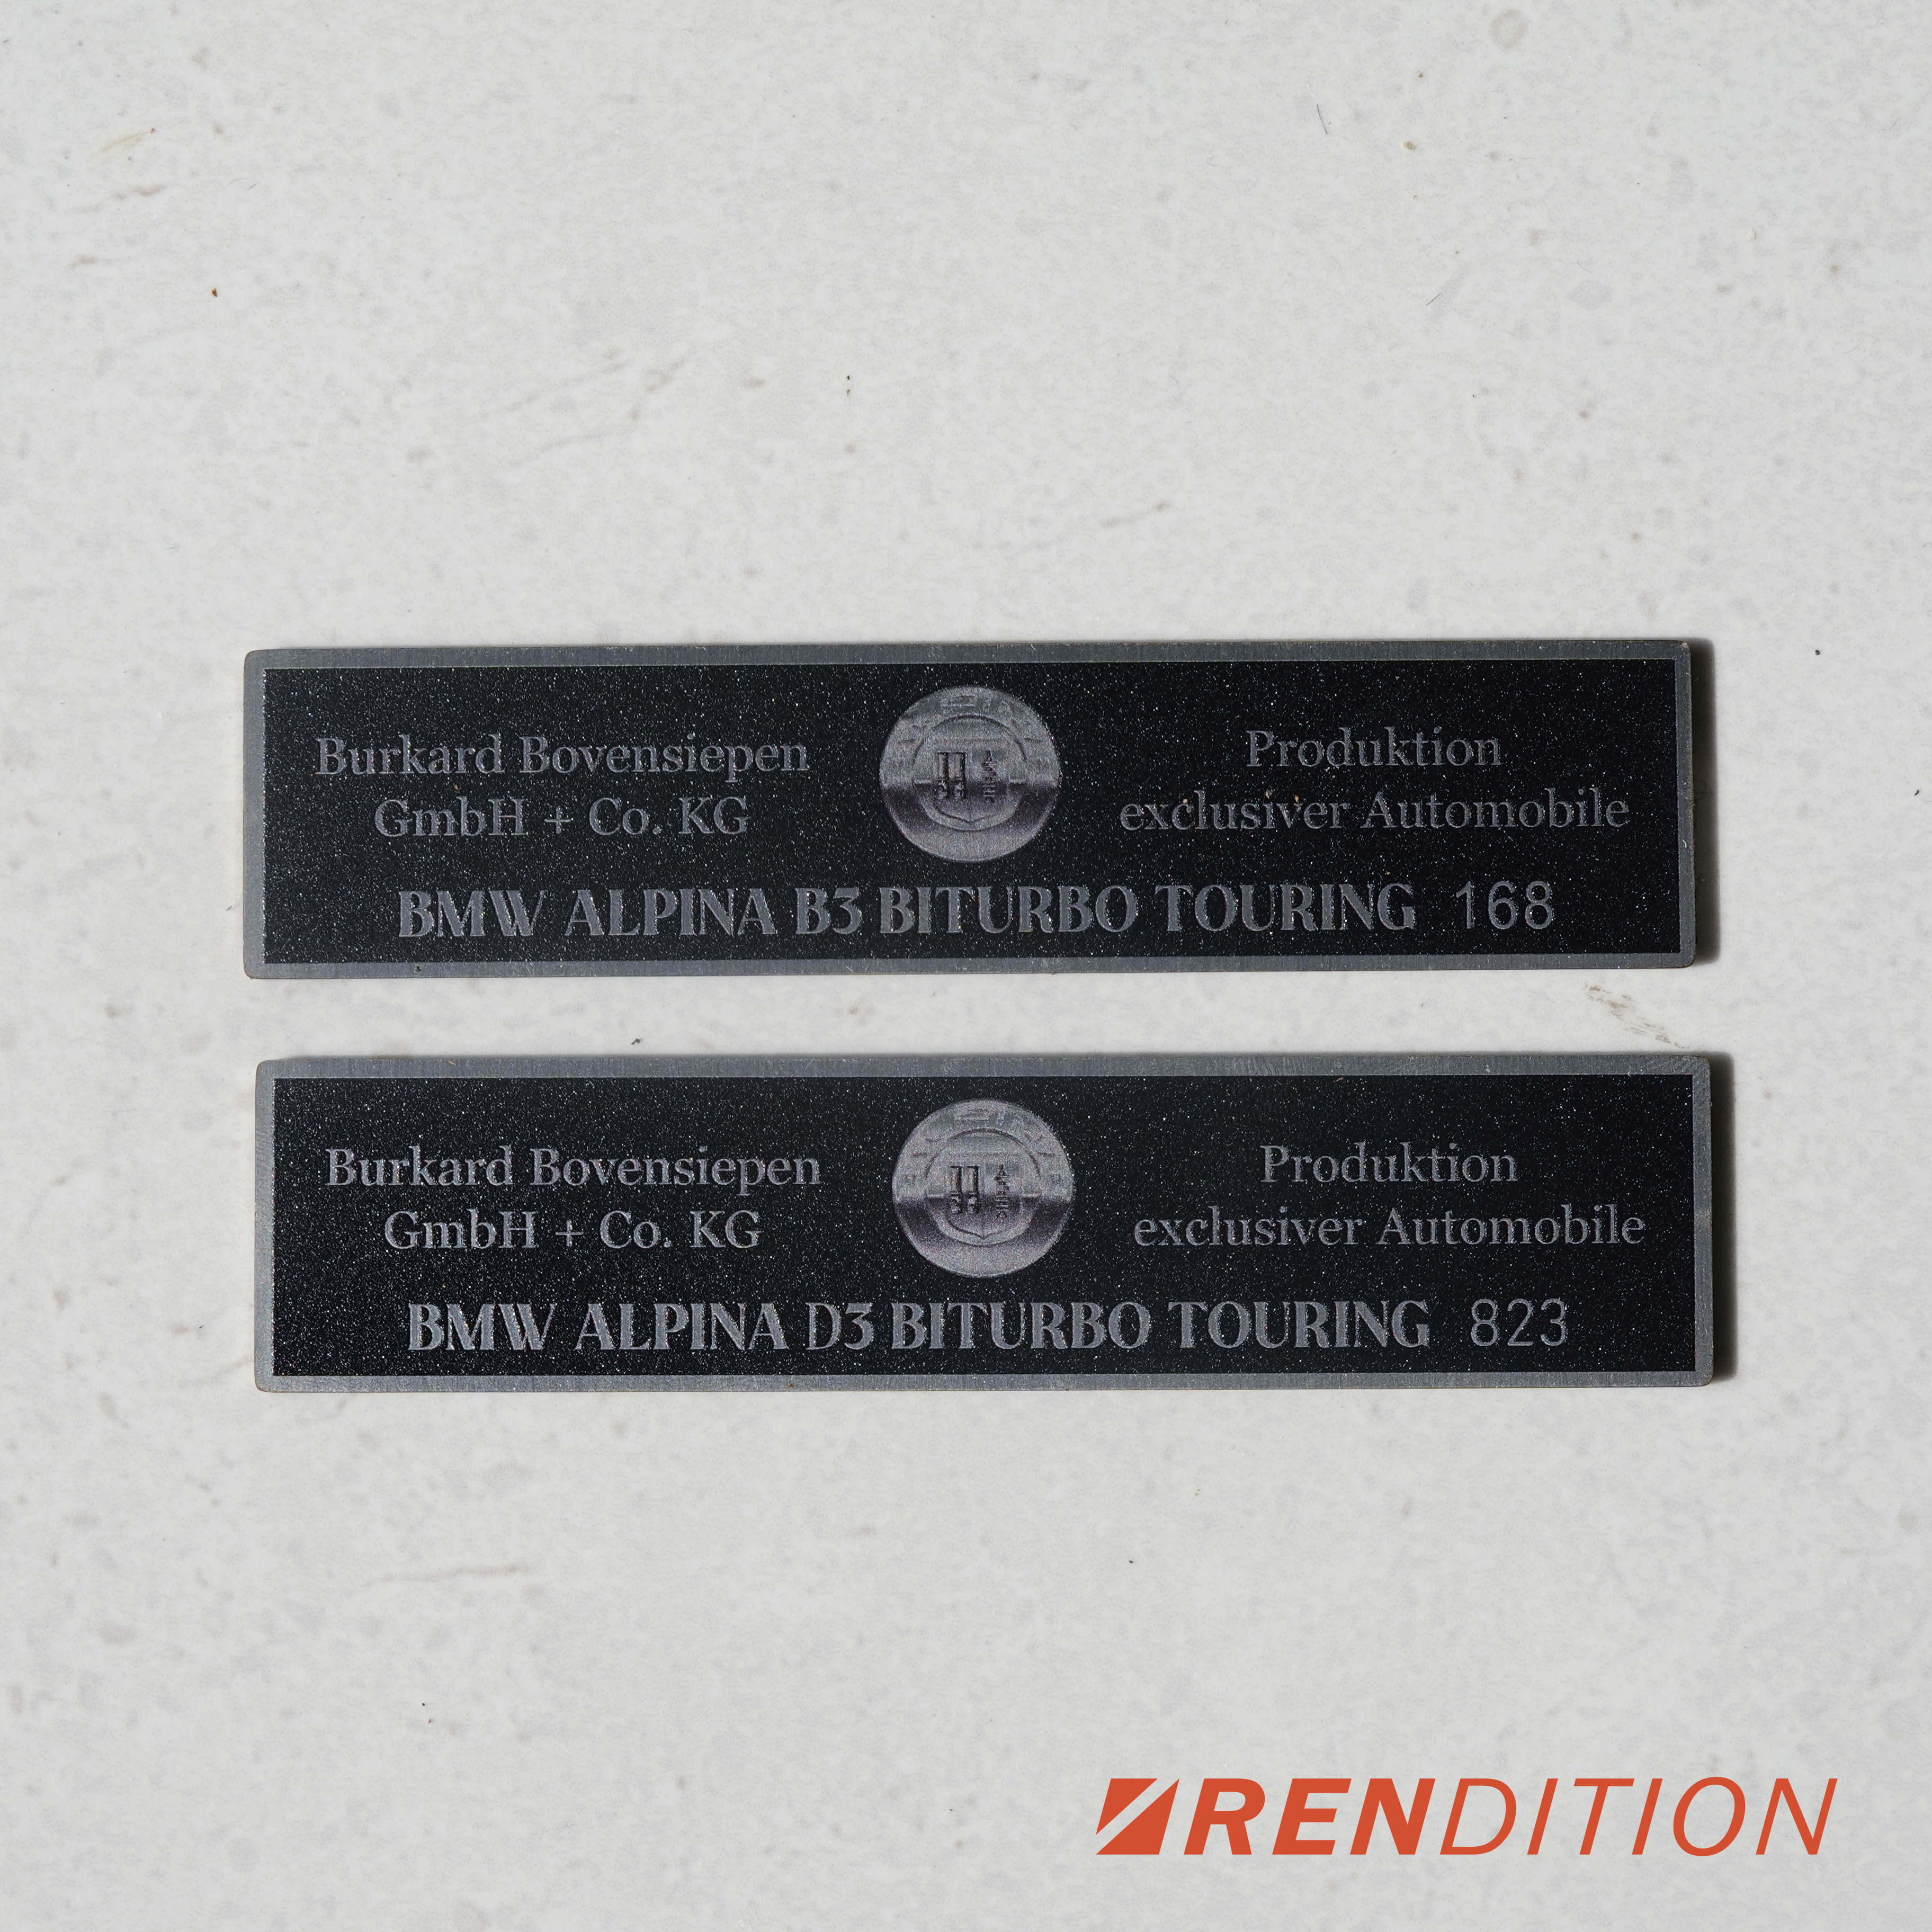 Burkard Bovensiepen
GmbH + Co. KG
Produktion
exclusiver Automobile
BMW ALPINA B3 BITURBO TOURING 168
Burkard Bovensiepen
GmbH + Co. KG
Produktion
exclusiver Automobile
BMW ALPINA D3 BITURBO TOURING 823
RENDITION